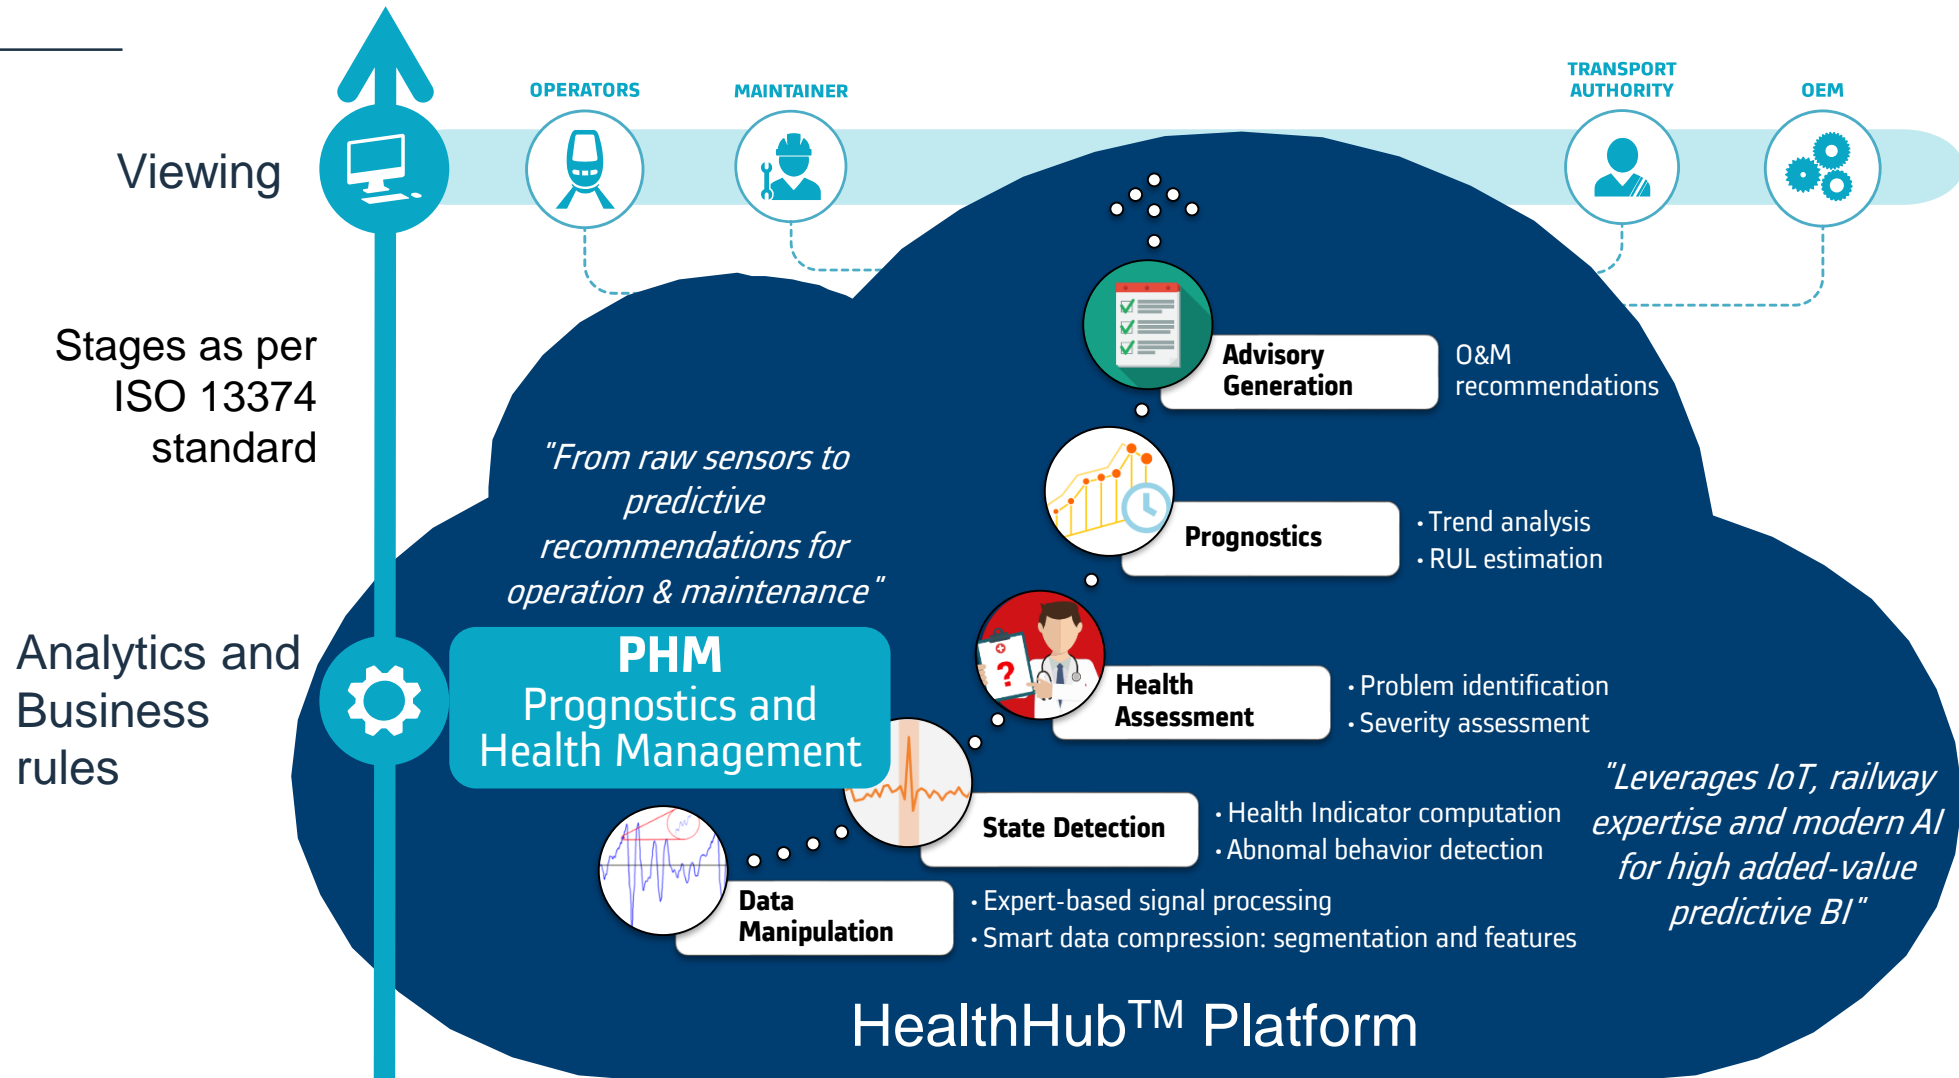 OPERATORS
MAINTAINER
TRANSPORT
AUTHORITY
OEM
Viewing
Stages as per
ISO 13374
standard
Advisory
Generation
O&M
recommendations
"From raw sensors to
predictive
recommendations for
operation & maintenance"
Prognostics
• Trend analysis
• RUL estimation
Analytics and
Business
rules
PHM
Prognostics and
Health Management
?
Health
Assessment
• Problem identification
• Severity assessment
State Detection
• Health Indicator computation
• Abnomal behavior detection
"Leverages IoT, railway
expertise and modern AI
for high added-value
predictive BI"
Data
Manipulation
• Expert-based signal processing
• Smart data compression: segmentation and features
HealthHub™ Platform